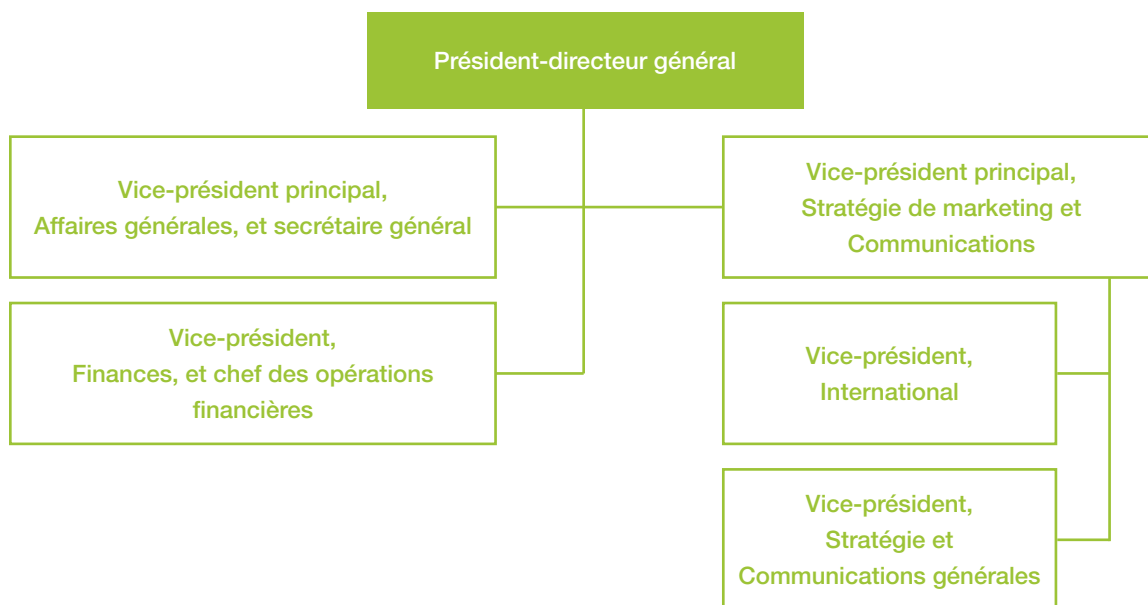 Président-directeur général
Vice-président principal,
Affaires générales, et secrétaire général
Vice-président principal,
Stratégie de marketing et
Communications
Vice-président,
Finances, et chef des opérations
financières
Vice-président,
International
Vice-président,
Stratégie et
Communications générales